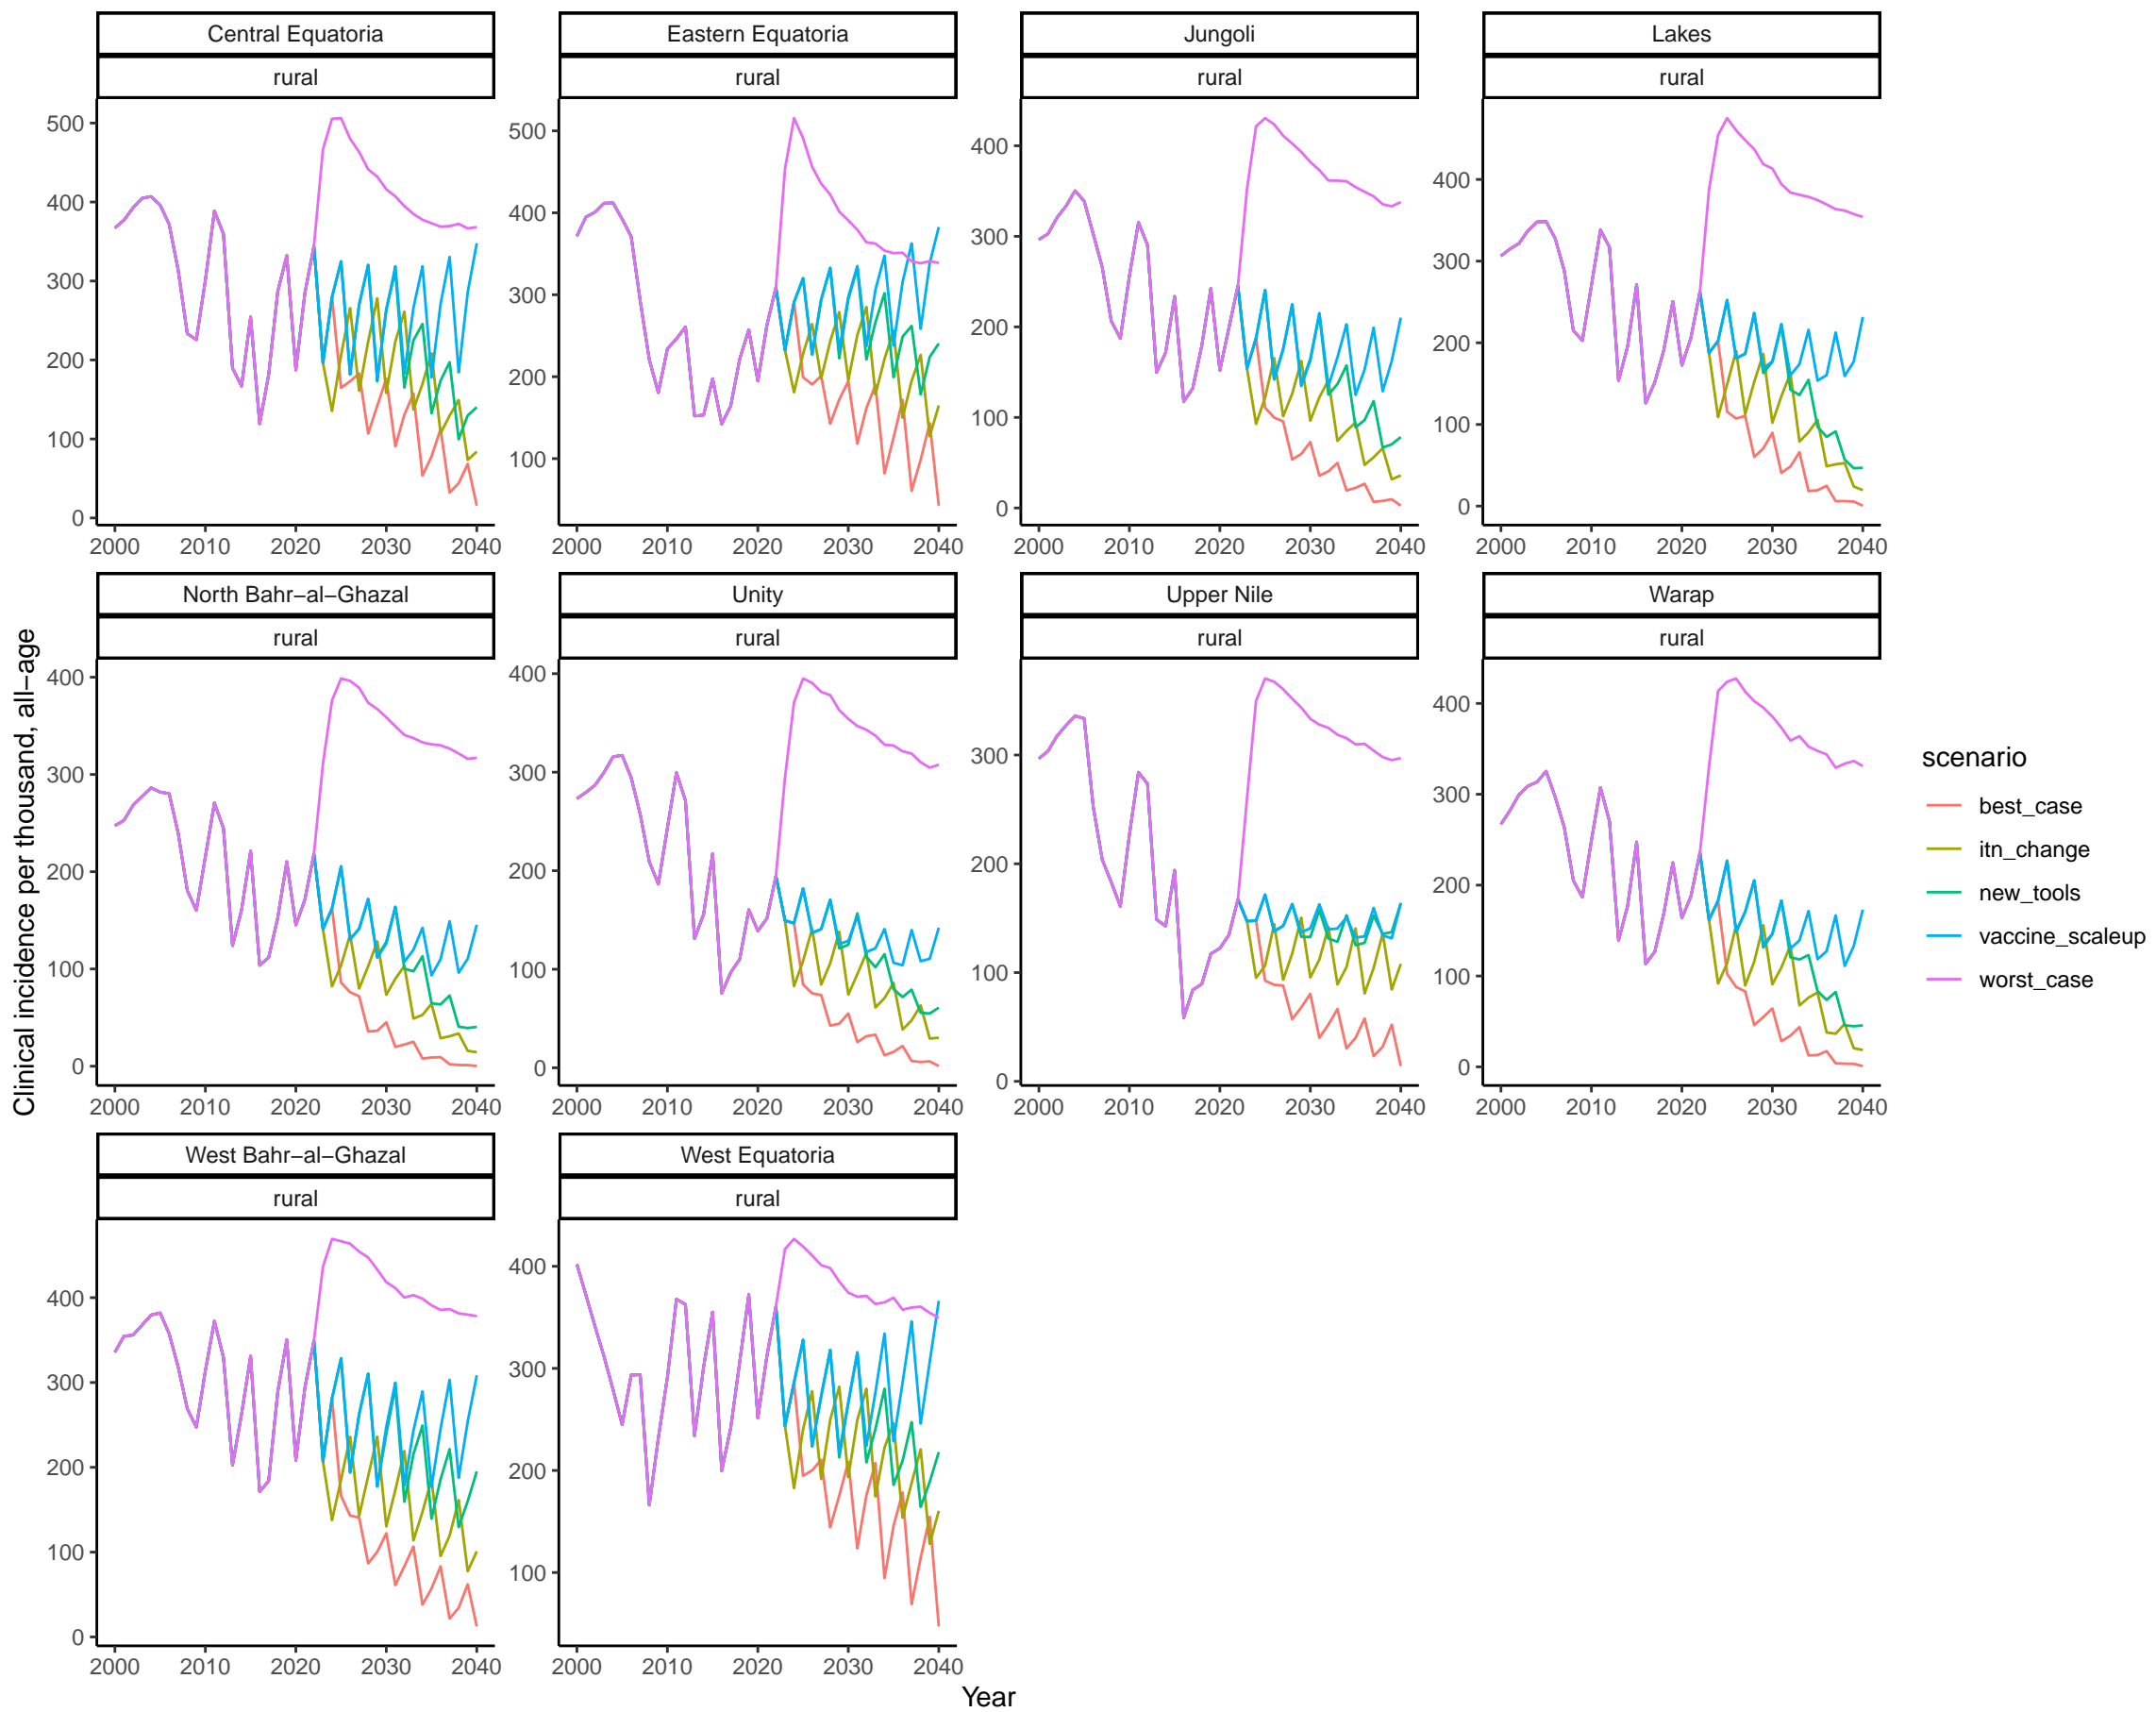 Central Equatoria
Eastern Equatoria
Jungoli
Lakes
rural
rural
rural
rural
500
400
300
200
100
0
500
400
300
200
100
400
300
200
100
0
400
300
200
100
0
2000 2010 2020 2030 2040
2000 2010 2020 2030 2040
2000 2010 2020 2030 2040
2000 2010 2020 2030 2040
North Bahr−al−Ghazal
Unity
Upper Nile
Warap
rural
rural
rural
rural
400
300
200
100
0
400
300
200
100
0
300
200
100
0
400
300
200
100
0
2000 2010 2020 2030 2040
2000 2010 2020 2030 2040
2000 2010 2020 2030 2040
2000 2010 2020 2030 2040
West Bahr−al−Ghazal
West Equatoria
rural
rural
400
300
200
100
0
400
300
200
100
2000 2010 2020 2030 2040
2000 2010 2020 2030 2040
Year
Clinical incidence per thousand, all−age
scenario
best_case
itn_change
new_tools
vaccine_scaleup
worst_case